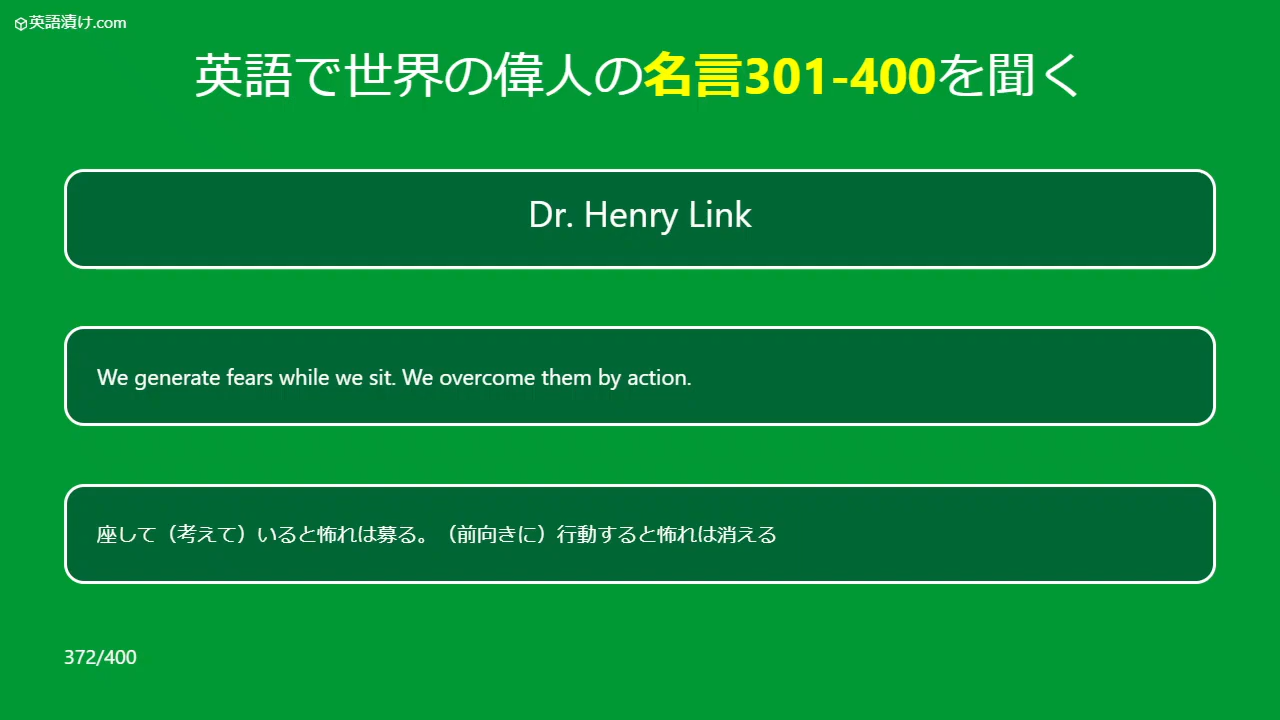 英語漬け.com
英語で世界の偉人の名言301-400を聞く
Dr. Henry Link
We generate fears while we sit. We overcome them by action.
座して（考えて）いると怖れは募る。（前向きに）行動すると怖れは消える
372/400